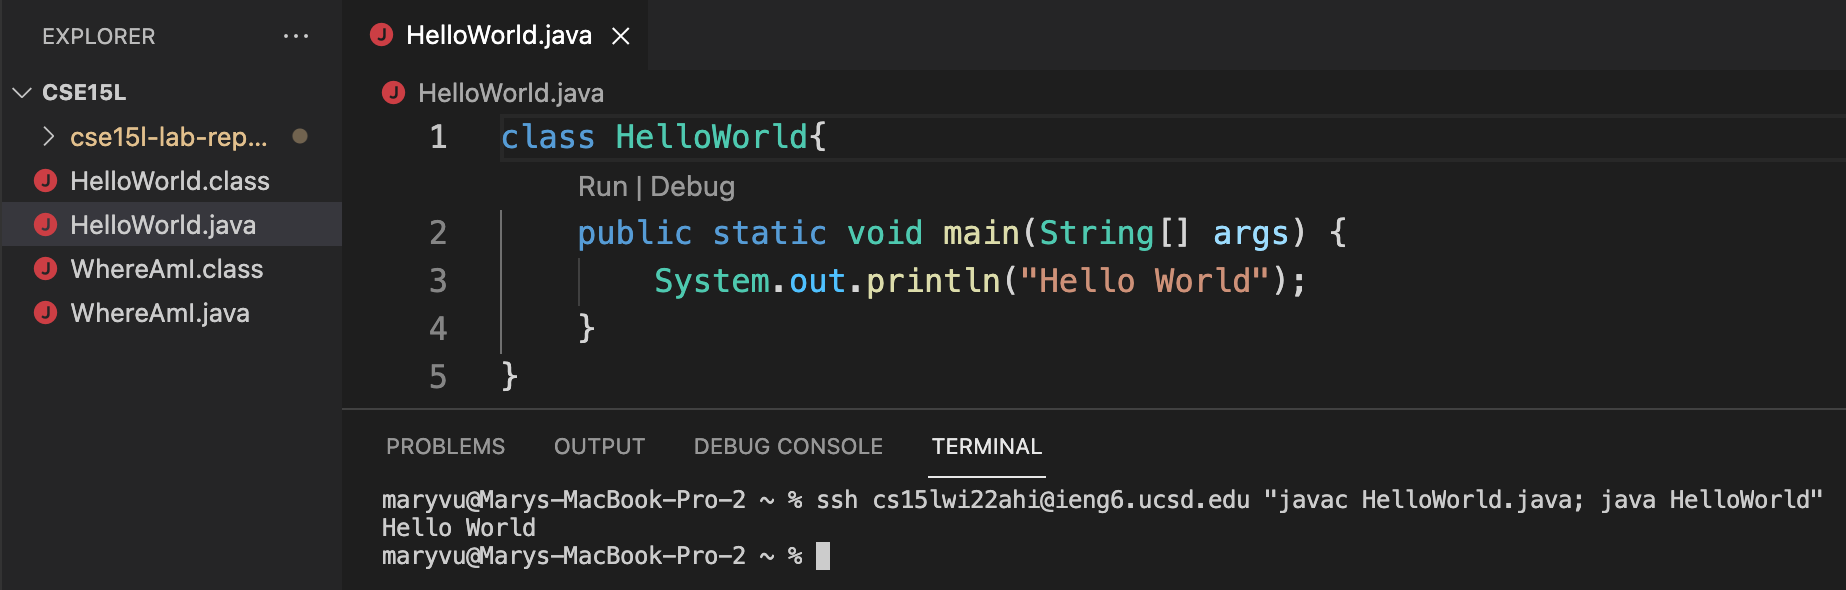 EXPLORER ...
CSE15L
cse15l-lab-rep...
HelloWorld.class
HelloWorld.java
WhereAmI.class
WhereAmI.java
J HelloWorld.java
J HelloWorld.java
1 class HelloWorld{
Run | Debug
2 public static void main(String[] args) {
3 System.out.println("Hello World");
4 }
5 }
PROBLEMS OUTPUT DEBUG CONSOLE TERMINAL
maryvu@Marys-MacBook-Pro-2 ~ % ssh cs15lwi22ahi@ieng6.ucsd.edu "javac HelloWorld.java; java HelloWorld"
Hello World
maryvu@Marys-MacBook-Pro-2 ~ %